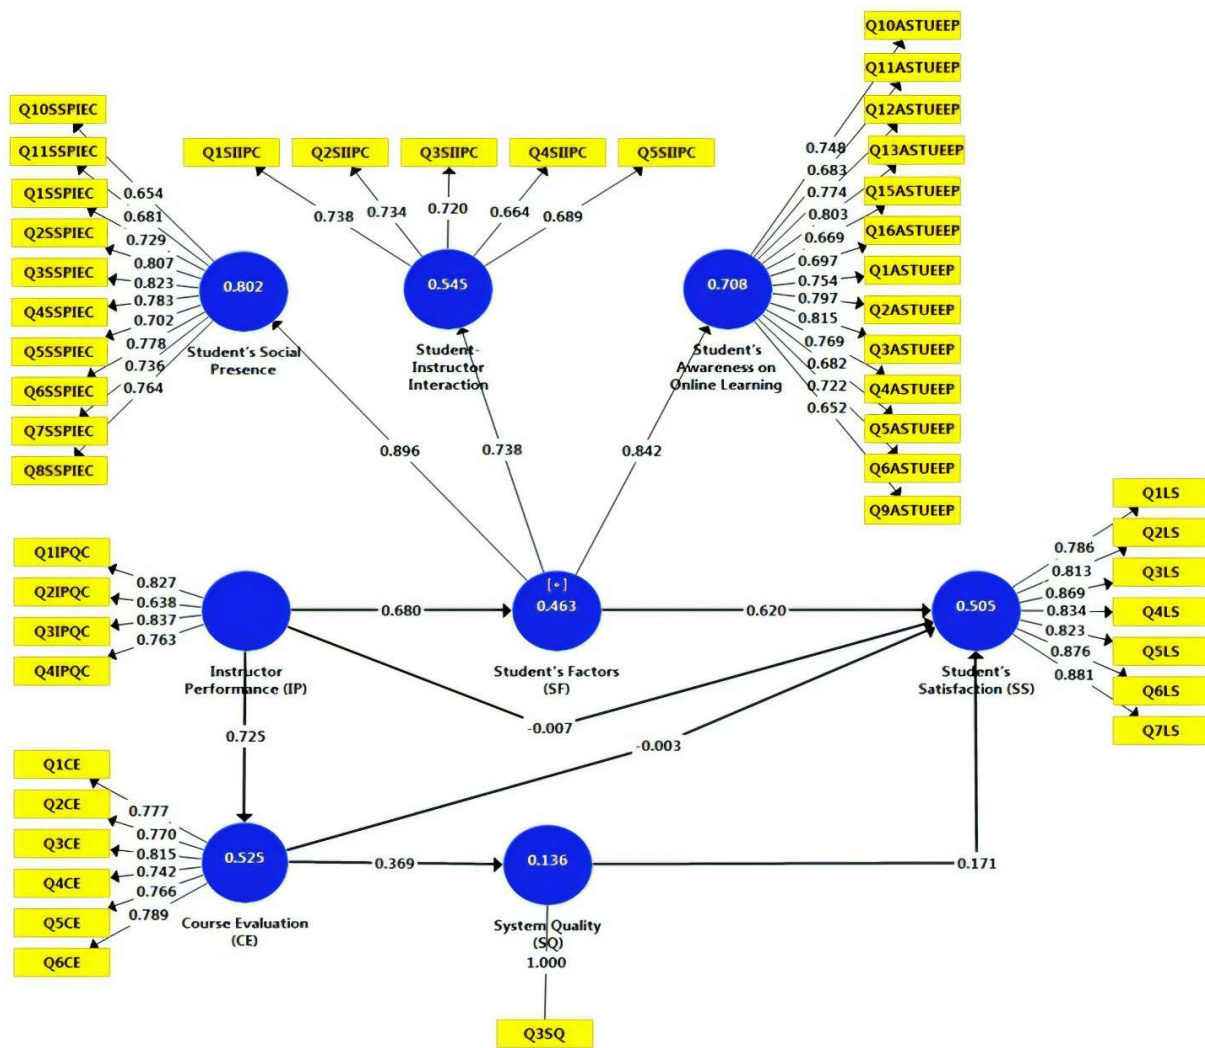 Q10SSPIEC
Q11SSPIEC
Q1SSPIEC
Q2SSPIEC
Q3SSPIEC
Q4SSPIEC
Q5SSPIEC
Q6SSPIEC
Q7SSPIEC
Q8SSPIEC
0.654
0.681
0.729
0.807
0.823
0.783
0.702
0.778
0.736
0.764
0.802
Student's Social
Presence
Q1SIIPC
Q2SIIPC
Q3SIIPC
Q4SIIPC
Q5SIIPC
0.738
0.734
0.720
0.664
0.689
0.545
Student-
Instructor
Interaction
Q10ASTUEEP
Q11ASTUEEP
Q12ASTUEEP
Q13ASTUEEP
Q15ASTUEEP
Q16ASTUEEP
Q1ASTUEEP
Q2ASTUEEP
Q3ASTUEEP
Q4ASTUEEP
Q5ASTUEEP
Q6ASTUEEP
Q9ASTUEEP
0.748
0.683
0.774
0.803
0.669
0.697
0.754
0.797
0.815
0.769
0.682
0.722
0.652
0.708
Student's
Awareness on
Online Learning
0.896
0.738
0.842
Q1IPQC
Q2IPQC
Q3IPQC
Q4IPQC
0.827
0.638
0.837
0.763
Instructor
Performance (IP)
0.680
[+]
0.463
Student's Factors
(SF)
0.620
0.505
Student's
Satisfaction (SS)
0.786
0.813
0.869
0.834
0.823
0.876
0.881
Q1LS
Q2LS
Q3LS
Q4LS
Q5LS
Q6LS
Q7LS
0.725
-0.007
-0.003
Q1CE
Q2CE
Q3CE
Q4CE
Q5CE
Q6CE
0.777
0.770
0.815
0.742
0.766
0.789
0.525
Course Evaluation
(CE)
0.369
0.136
System Quality
(SQ)
0.171
1.000
Q3SQ